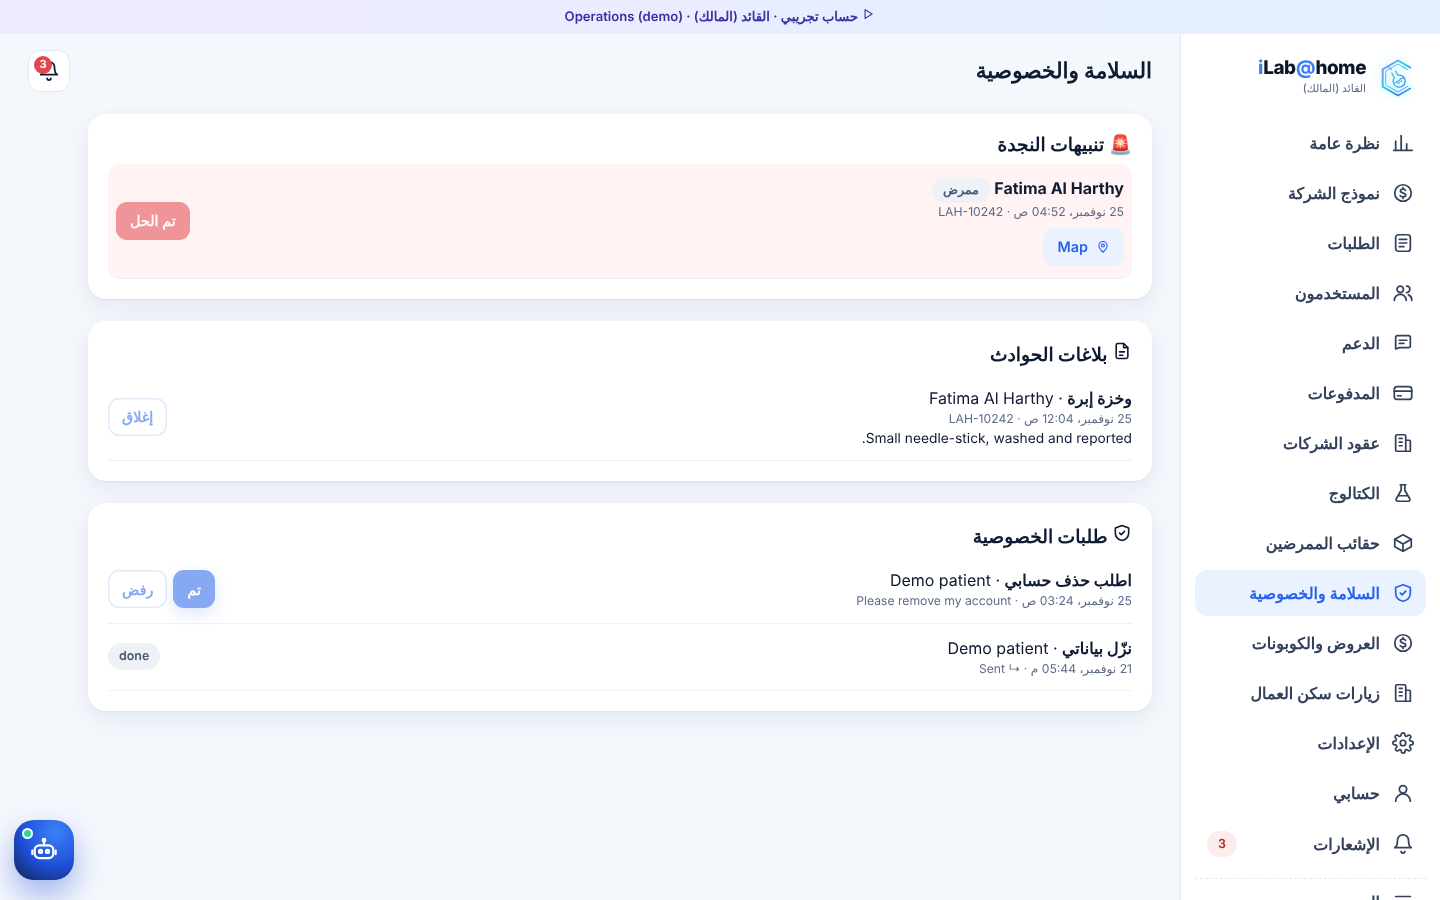 حساب تجريبي · القائد (المالك) · Operations (demo)
iLab@home
القائد (المالك)
نظرة عامة
نموذج الشركة
الطلبات
المستخدمون
الدعم
المدفوعات
عقود الشركات
الكتالوج
حقائب الممرضين
السلامة والخصوصية
العروض والكوبونات
زيارات سكن العمال
الإعدادات
حسابي
الإشعارات
3
السلامة والخصوصية
3
🚨 تنبيهات النجدة
Fatima Al Harthy ممرض
25 نوفمبر، 04:52 ص · LAH-10242
Map
تم الحل
بلاغات الحوادث
وخزة إبرة · Fatima Al Harthy
25 نوفمبر، 12:04 ص · LAH-10242
Small needle-stick, washed and reported.
إغلاق
طلبات الخصوصية
اطلب حذف حسابي · Demo patient
25 نوفمبر، 03:24 ص · Please remove my account
تم
رفض
نزّل بياناتي · Demo patient
21 نوفمبر، 05:44 م · ↪ Sent
done